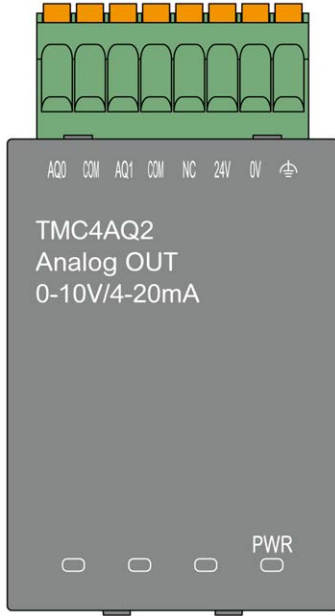 AQ0 COM AQ1 COM NC 24V 0V
TMC4AQ2
Analog OUT
0-10V/4-20mA
PWR